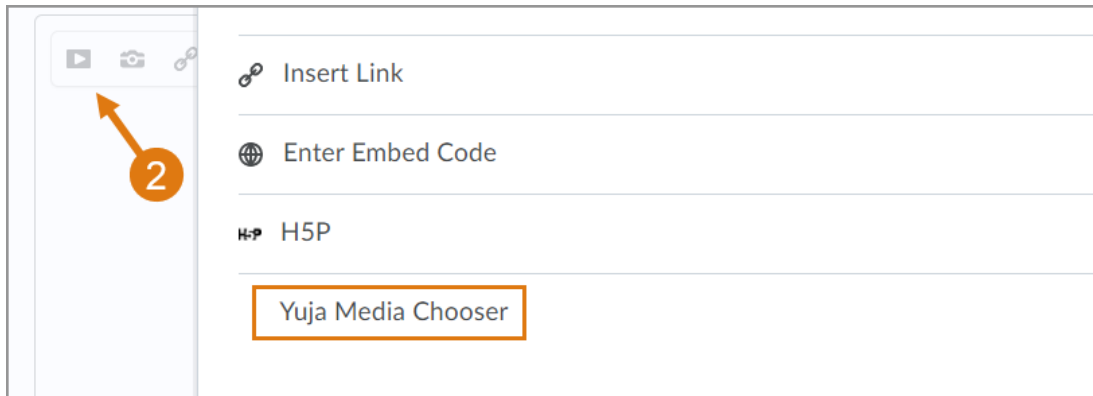 Insert Link
Enter Embed Code
2
H5P H5P
Yuja Media Chooser